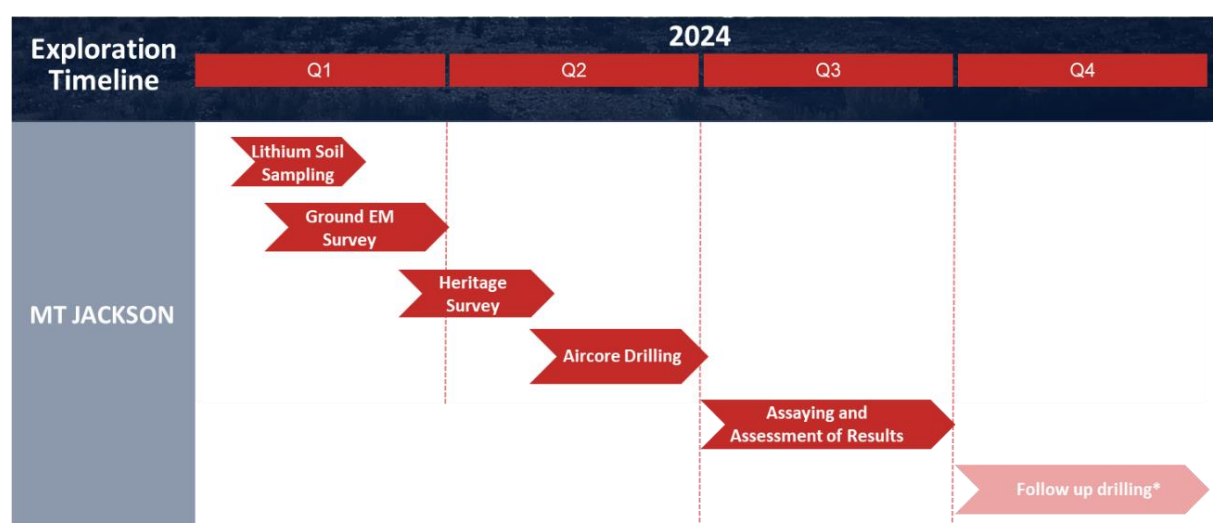 Exploration
Timeline
2024
Q1
Q2
Q3
Q4
MT JACKSON
Lithium Soil
Sampling
Ground EM
Survey
Heritage
Survey
Aircore Drilling
Assaying and
Assessment of Results
Follow up drilling*